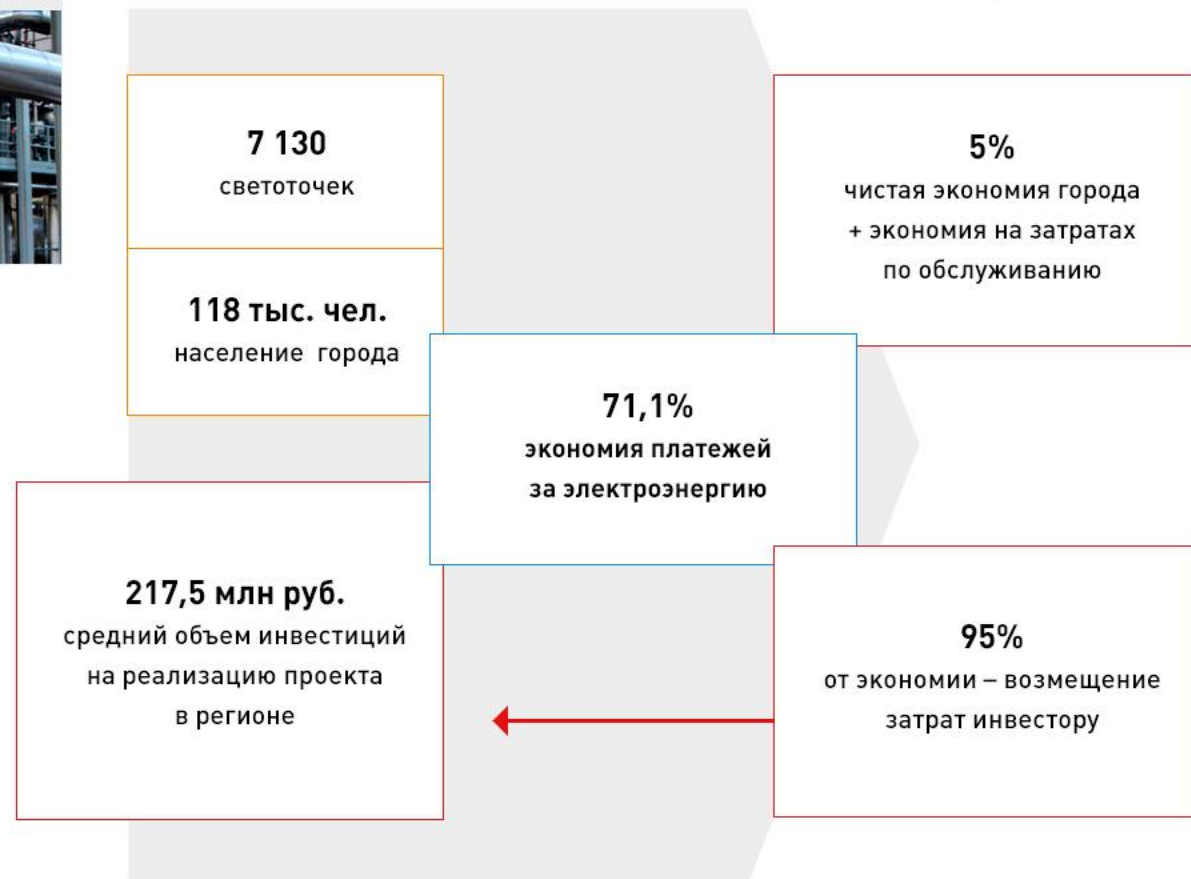 7 130
светоточек
118 тыс. чел.
население города
217,5 млн руб.
средний объем инвестиций
на реализацию проекта
в регионе
71,1%
экономия платежей
за электроэнергию
5%
чистая экономия города
+ экономия на затратах
по обслуживанию
95%
от экономии – возмещение
затрат инвестору